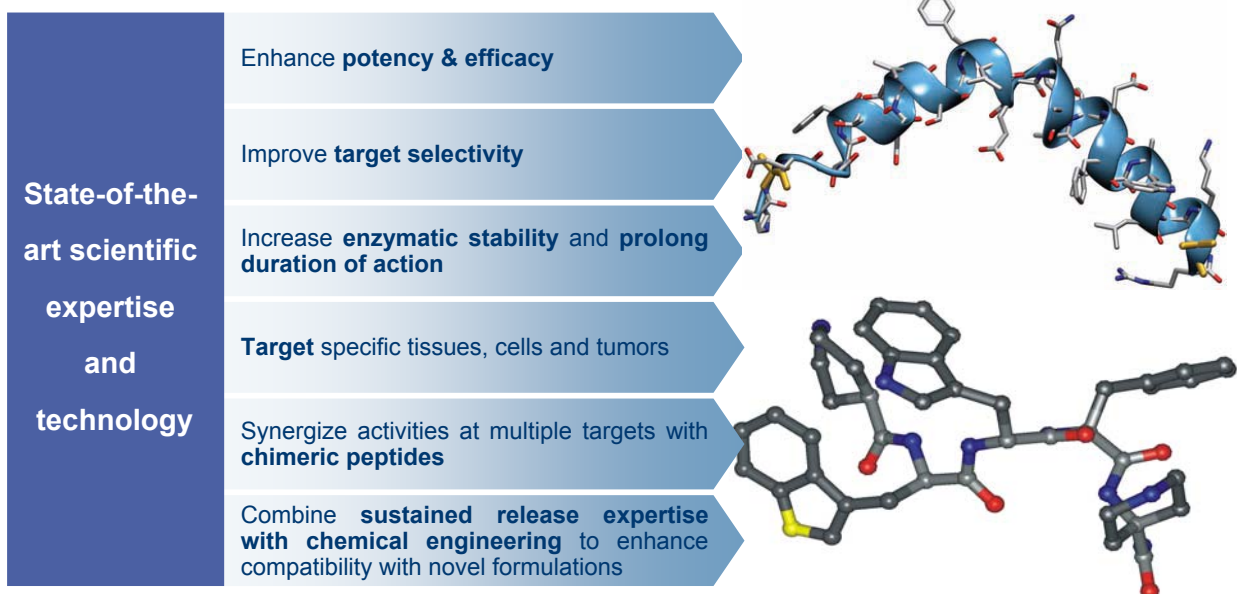 State-of-the-
art scientific
expertise
and
technology
Enhance potency & efficacy
Improve target selectivity
Increase enzymatic stability and prolong
duration of action
Target specific tissues, cells and tumors
Synergize activities at multiple targets with
chimeric peptides
Combine sustained release expertise
with chemical engineering to enhance
compatibility with novel formulations